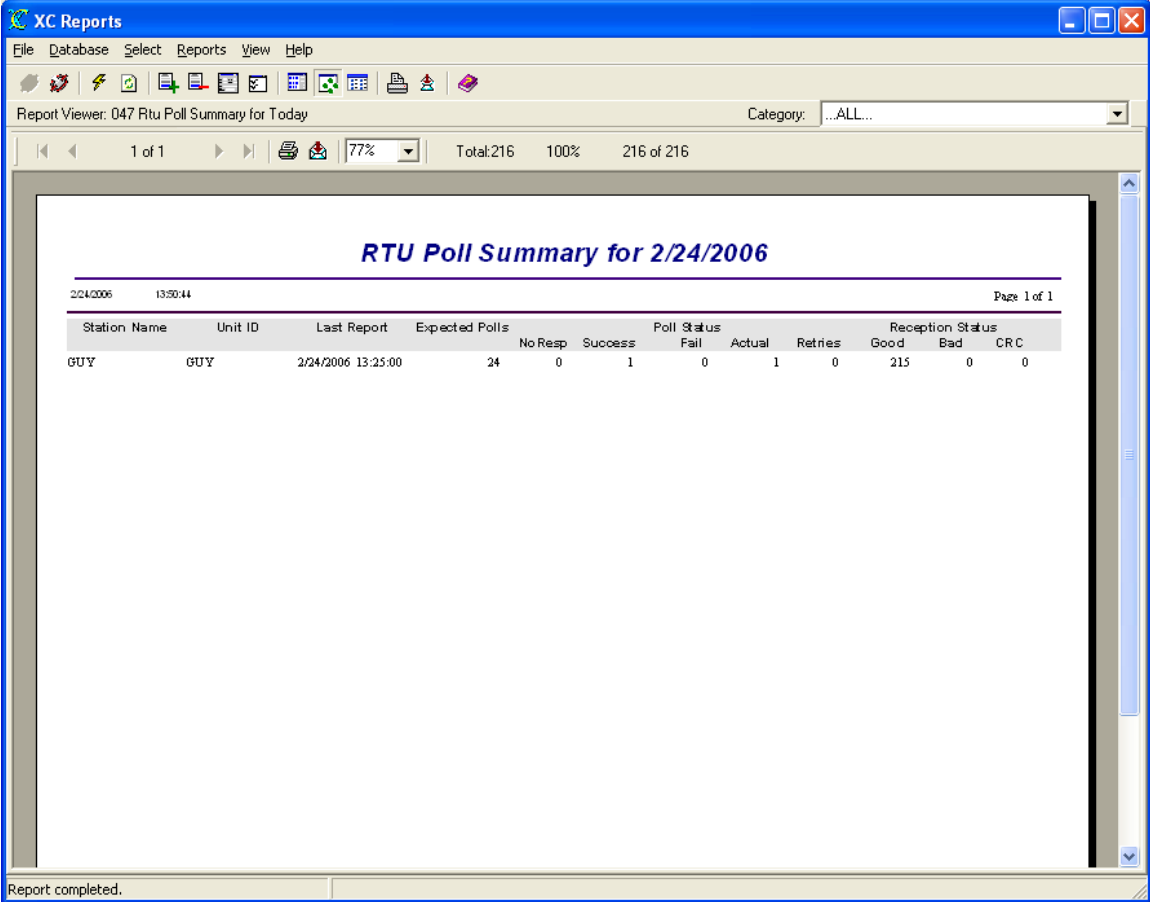 XC Reports
File Database Select Reports View Help
Report Viewer: 047 Rtu Poll Summary for Today Category: ...ALL...
1 of 1 77% Total:216 100% 216 of 216
RTU Poll Summary for 2/24/2006
2/24/2006 13:50:44 Page 1 of 1
Station Name Unit ID Last Report Expected Polls Poll Status Reception Status
No Resp Success Fail Actual Retries Good Bad CRC
GUY GUY 2/24/2006 13:25:00 24 0 1 0 1 0 215 0 0
Report completed.